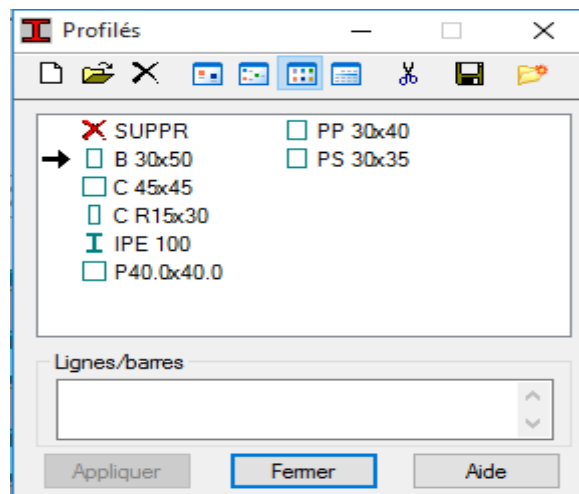 Profilés
SUPPR
B 30x50
C 45x45
C R15x30
IPE 100
P40.0x40.0
PP 30x40
PS 30x35
Lignes/barres
Appliquer
Fermer
Aide